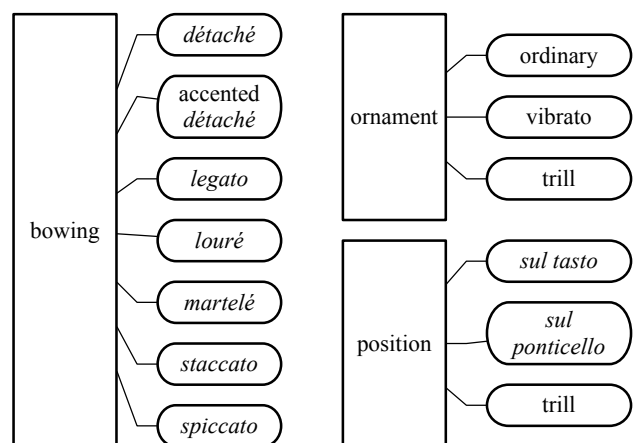 bowing
détaché
accented
détaché
legato
louré
martelé
staccato
spiccato
ornament
ordinary
vibrato
trill
position
sul tasto
sul
ponticello
trill